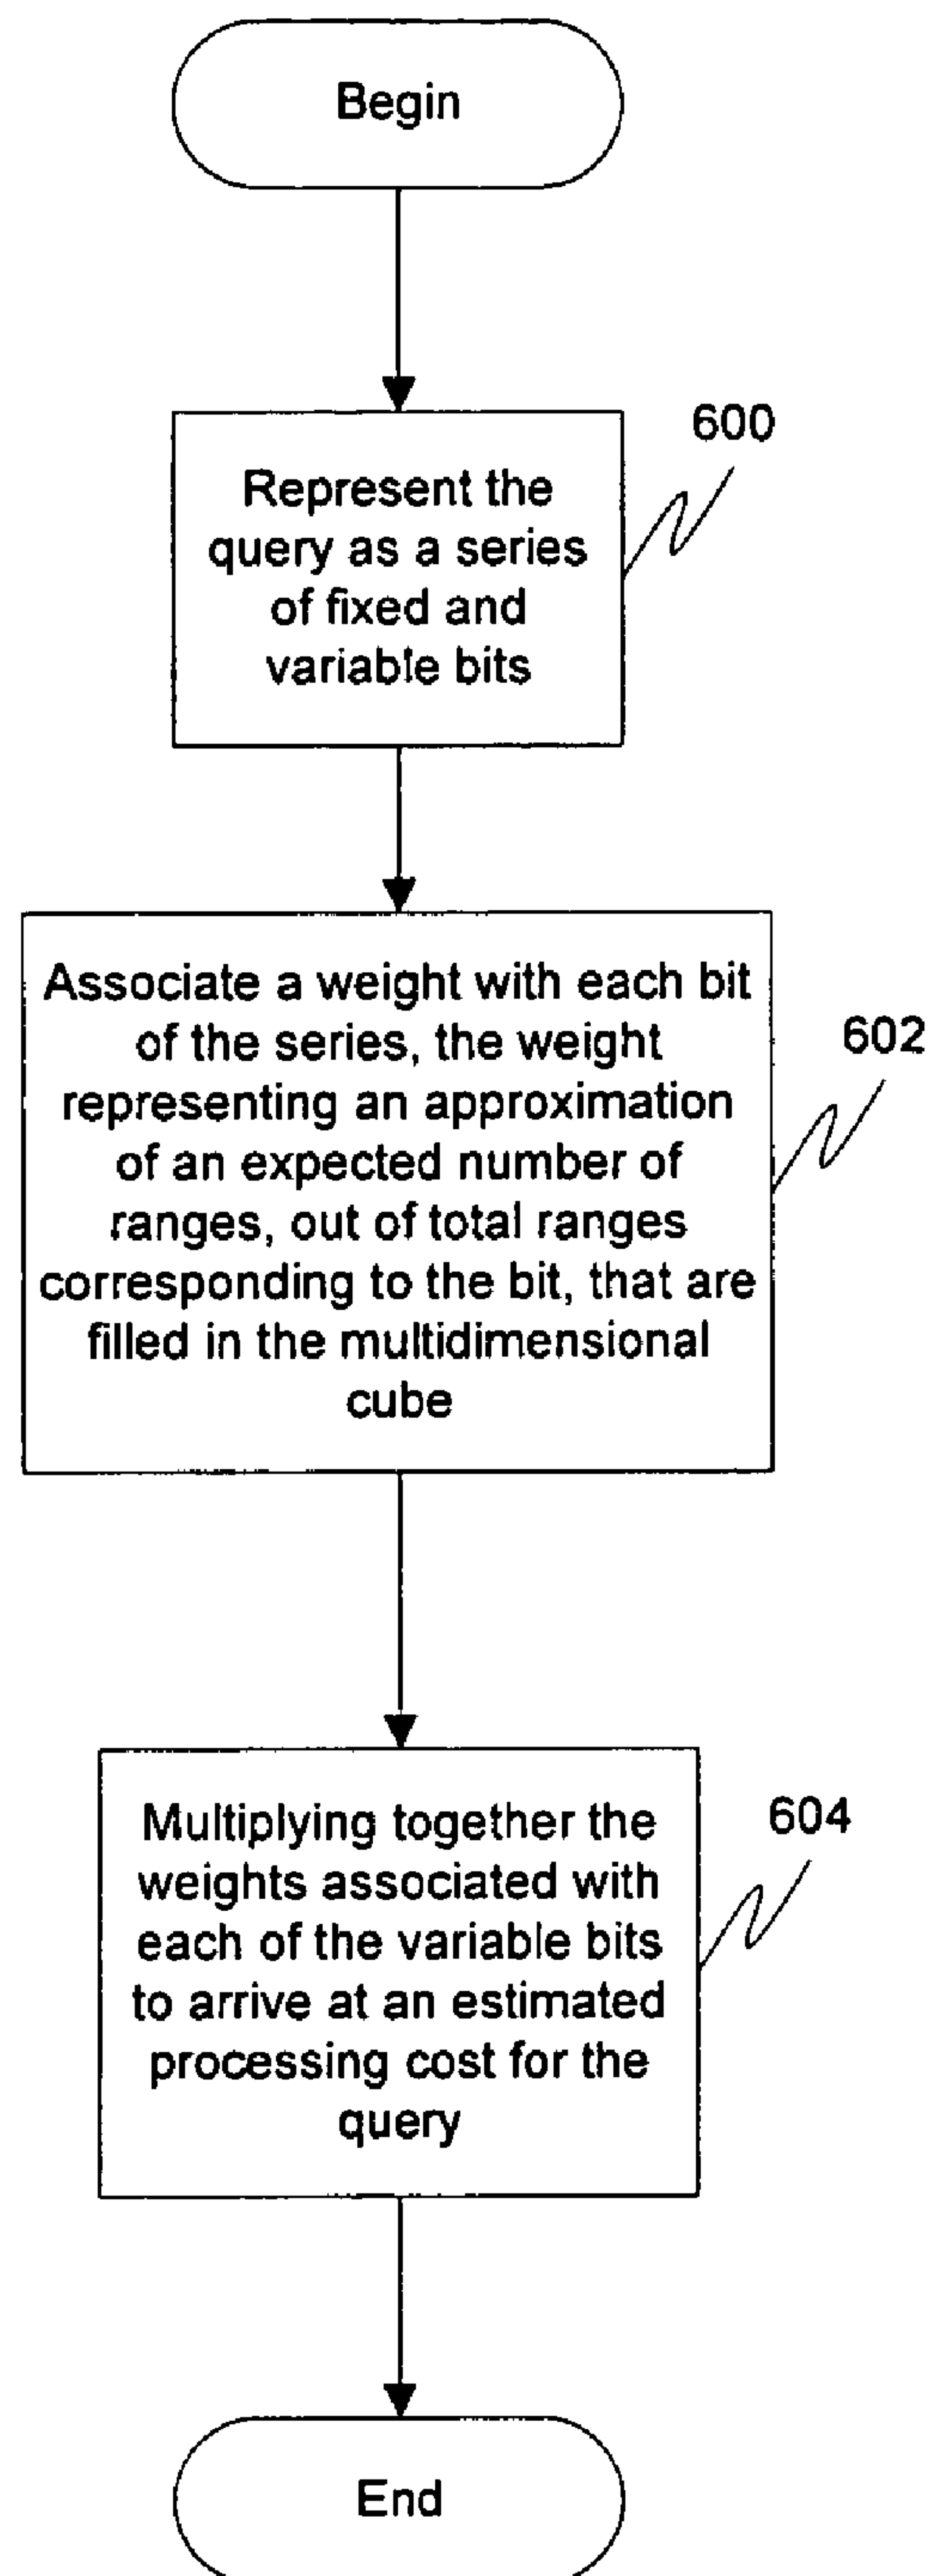 Begin
600
Represent the
query as a series
of fixed and
variable bits
602
Associate a weight with each bit
of the series, the weight
representing an approximation
of an expected number of
ranges, out of total ranges
corresponding to the bit, that are
filled in the multidimensional
cube
604
Multiplying together the
weights associated with
each of the variable bits
to arrive at an estimated
processing cost for the
query
End